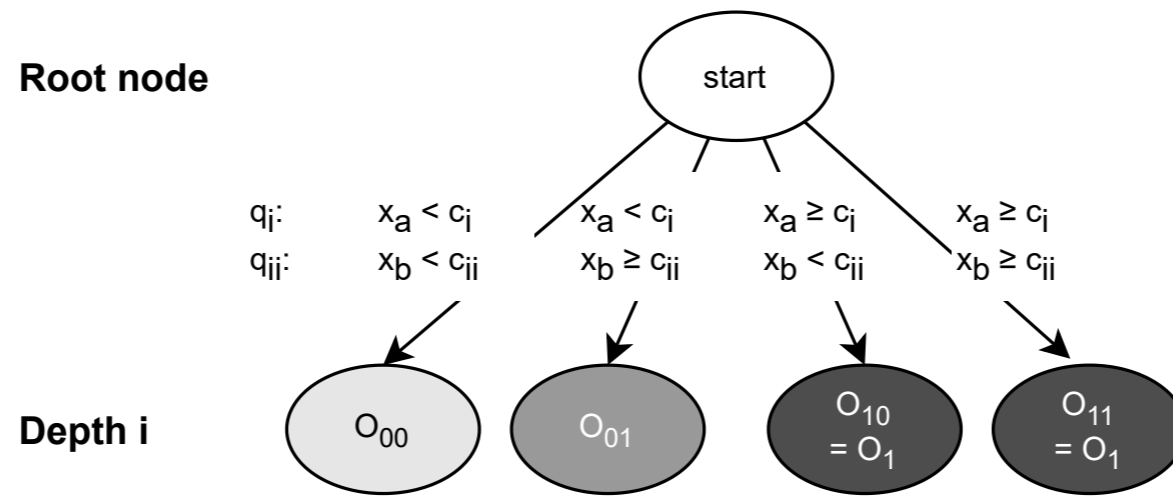 Root node
start
qi: xa < ci xa < ci xa ≥ ci xa ≥ ci
qii: xb < cii xb ≥ cii xb < cii xb ≥ cii
Depth i
O00 O01 O10 = O1 O11 = O1